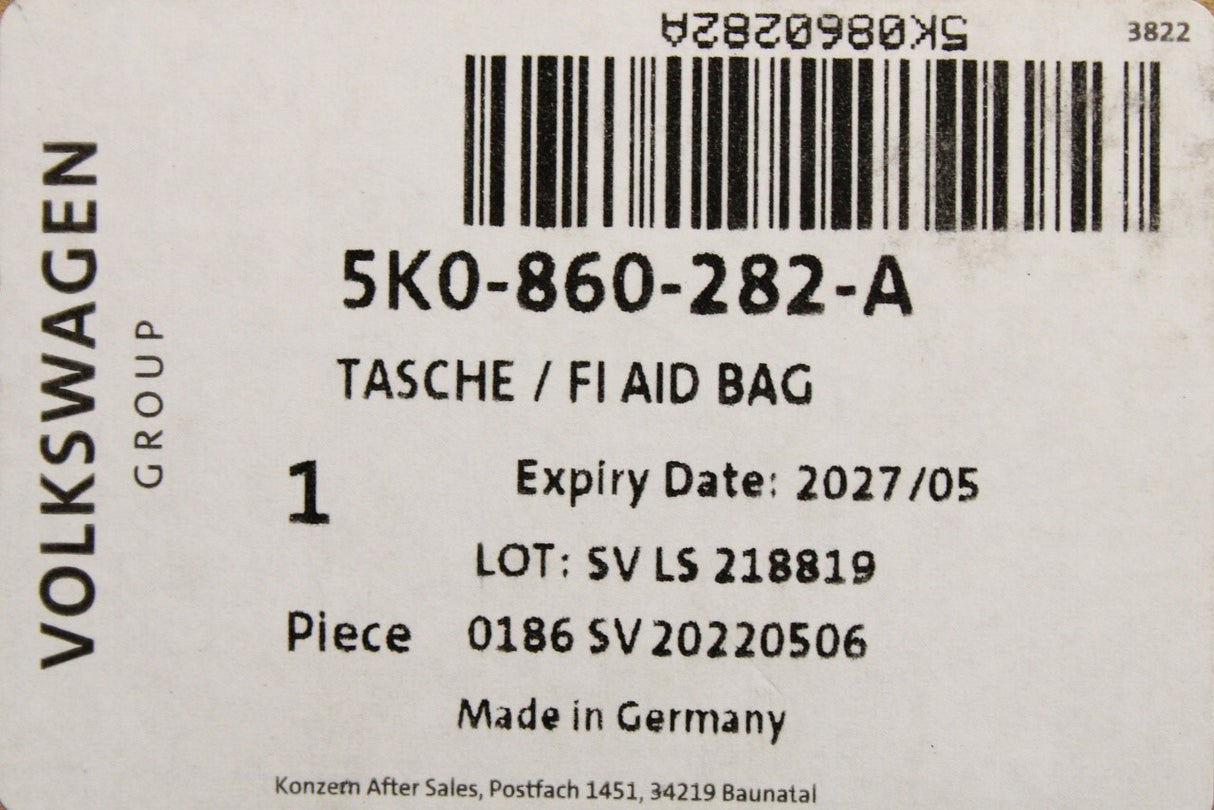 5K0860282A
3822
VOLKSWAGEN
GROUP
5K0-860-282-A
TASCHE / FI AID BAG
1
Expiry Date: 2027/05
LOT: SV LS 218819
Piece 0186 SV 20220506
Made in Germany
Konzern After Sales, Postfach 1451, 34219 Baunatal